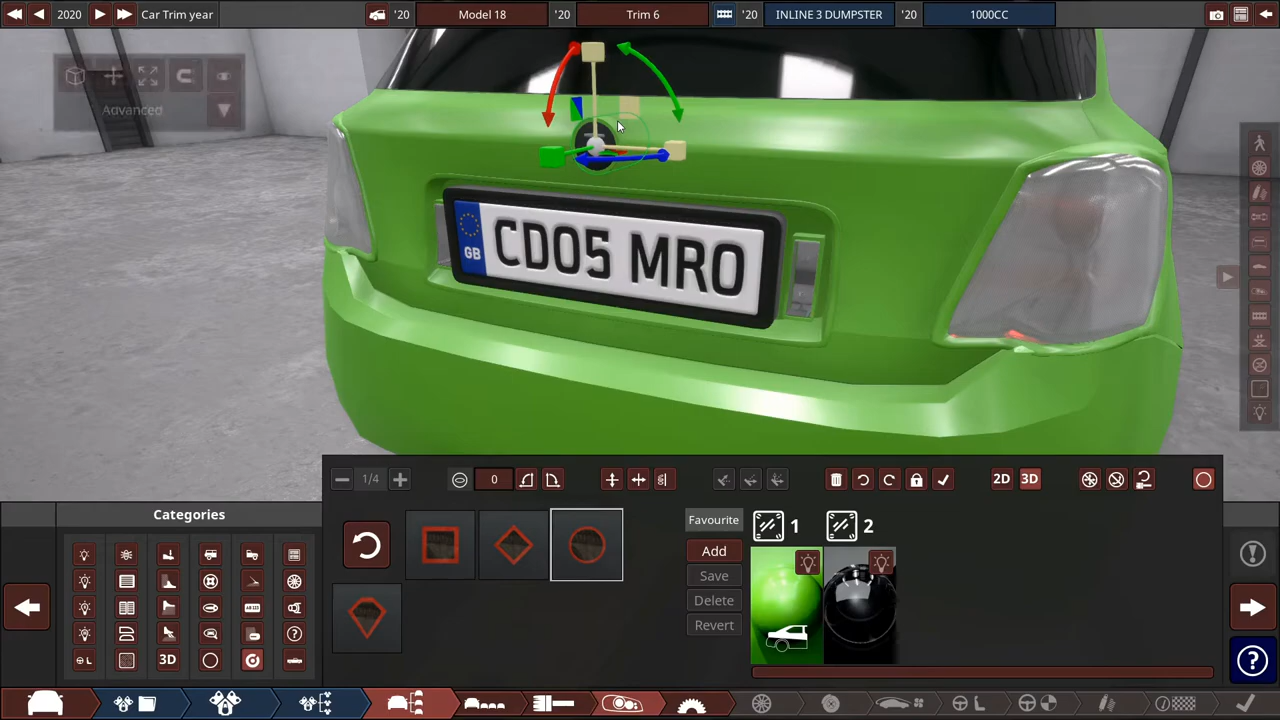 2020 Car Trim year '20 Model 18 '20 Trim 6 '20 INLINE 3 DUMPSTER '20 1000CC
Advanced
GB CD05 MRO
1/4 0 2D 3D
Categories
Favourite 1 2
Add
Save
Delete
Revert
L 3D
?